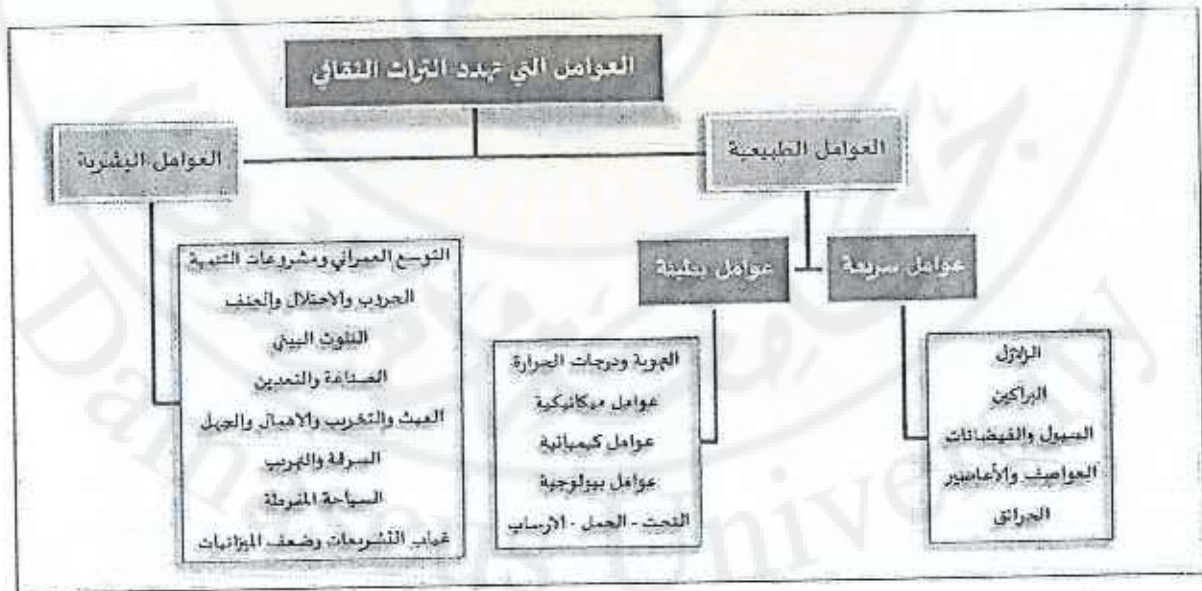 العوامل التي تهدد التراث الثقافي
العوامل الطبيعية
العوامل البشرية
عوامل سريعة
عوامل بطيئة
الزلازل
البراكين
السيول والفيضانات
العواصف والأعاصير
الحرائق
التهوية ودرجات الحرارة
عوامل ميكانيكية
عوامل كيميائية
عوامل بيولوجية
النحت - الحمل - الارساب
التوسع العمراني ومشروعات التنمية
الحروب والاحتلال والعنف
التلوث البيئي
الصناعة والتعدين
العبث والتخريب والاهمال والجهل
السرقة والتهريب
السياحة المفرطة
غياب التشريعات وضعف الميزانيات
University